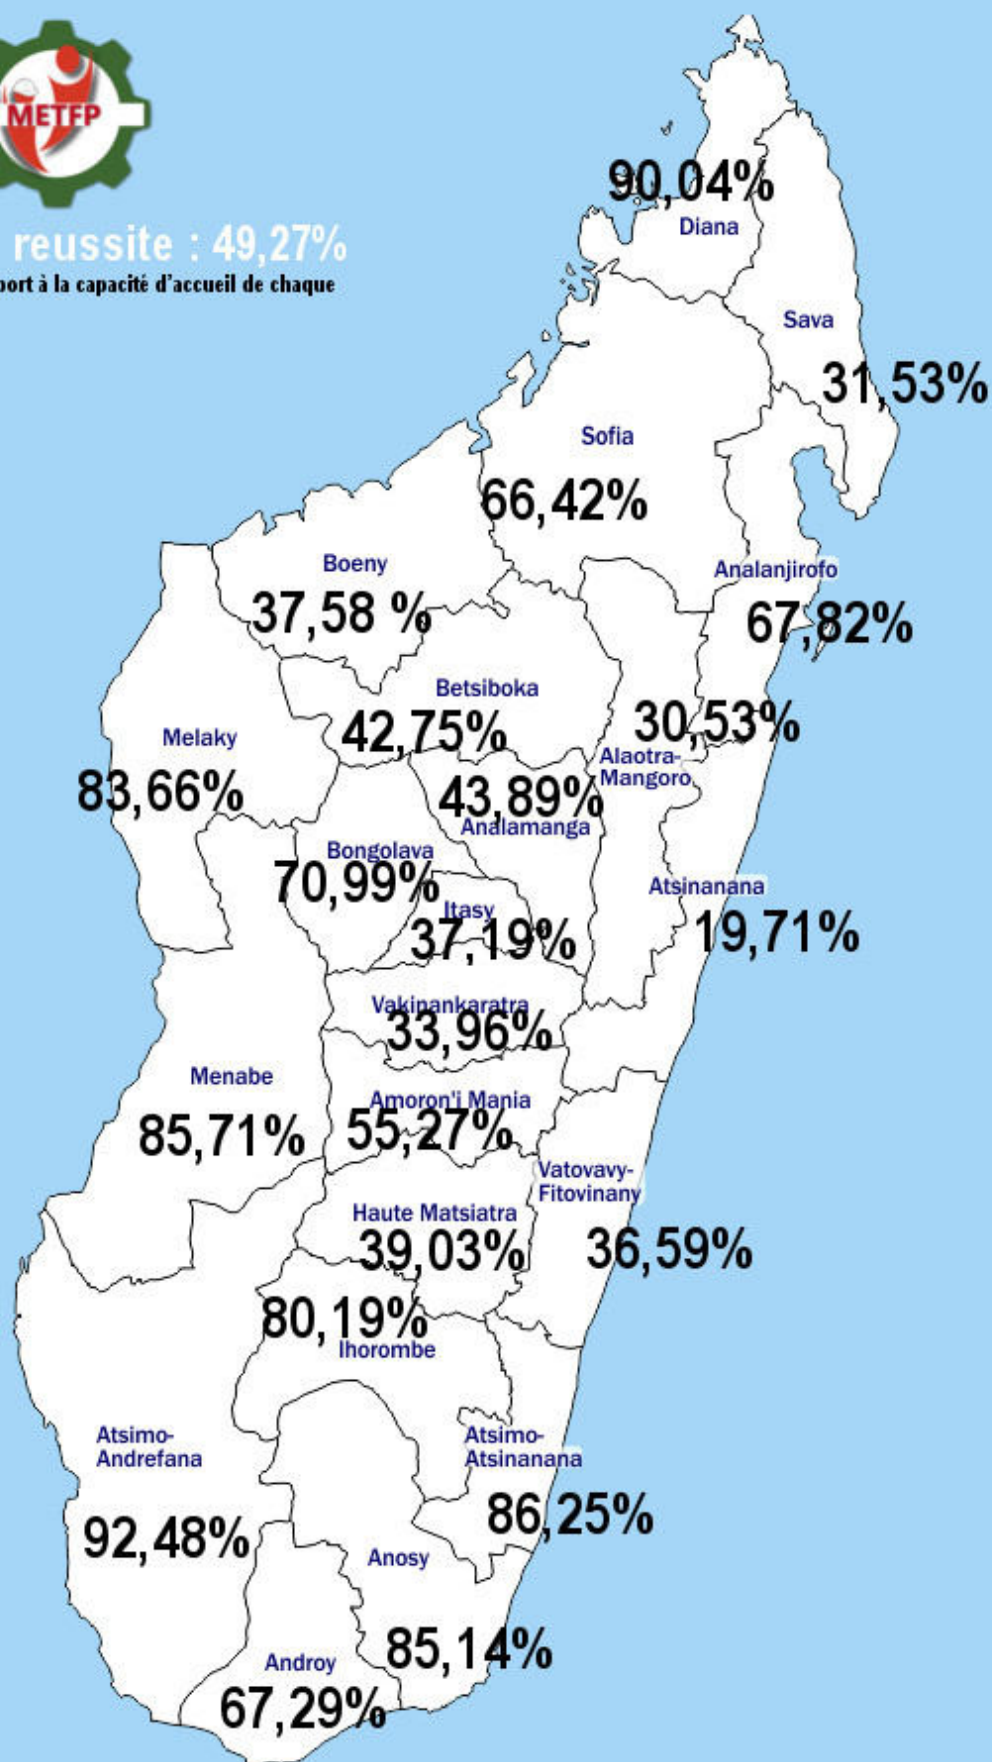 METFP
reussite : 49,27%
port à la capacité d'accueil de chaque
90,04%
Diana
Sava
31,53%
Sofia
66,42%
Boeny
37,58 %
Analanjirofo
67,82%
Betsiboka
42,75%
30,53%
Alaotra-
Mangoro
Melaky
83,66%
43,89%
Analamanga
Bongolava
70,99%
Itasy
37,19%
Atsinanana
19,71%
Vakinankaratra
33,96%
Menabe
85,71%
Amoron'i Mania
55,27%
Vatovavy-
Fitovinany
36,59%
Haute Matsiatra
39,03%
80,19%
Ihorombe
Atsimo-
Andrefana
92,48%
Atsimo-
Atsinanana
86,25%
Anosy
85,14%
Androy
67,29%